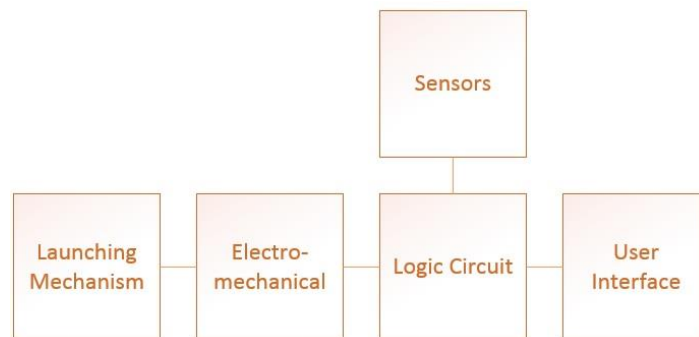 Sensors
Launching
Mechanism
Electro-
mechanical
Logic Circuit
User
Interface